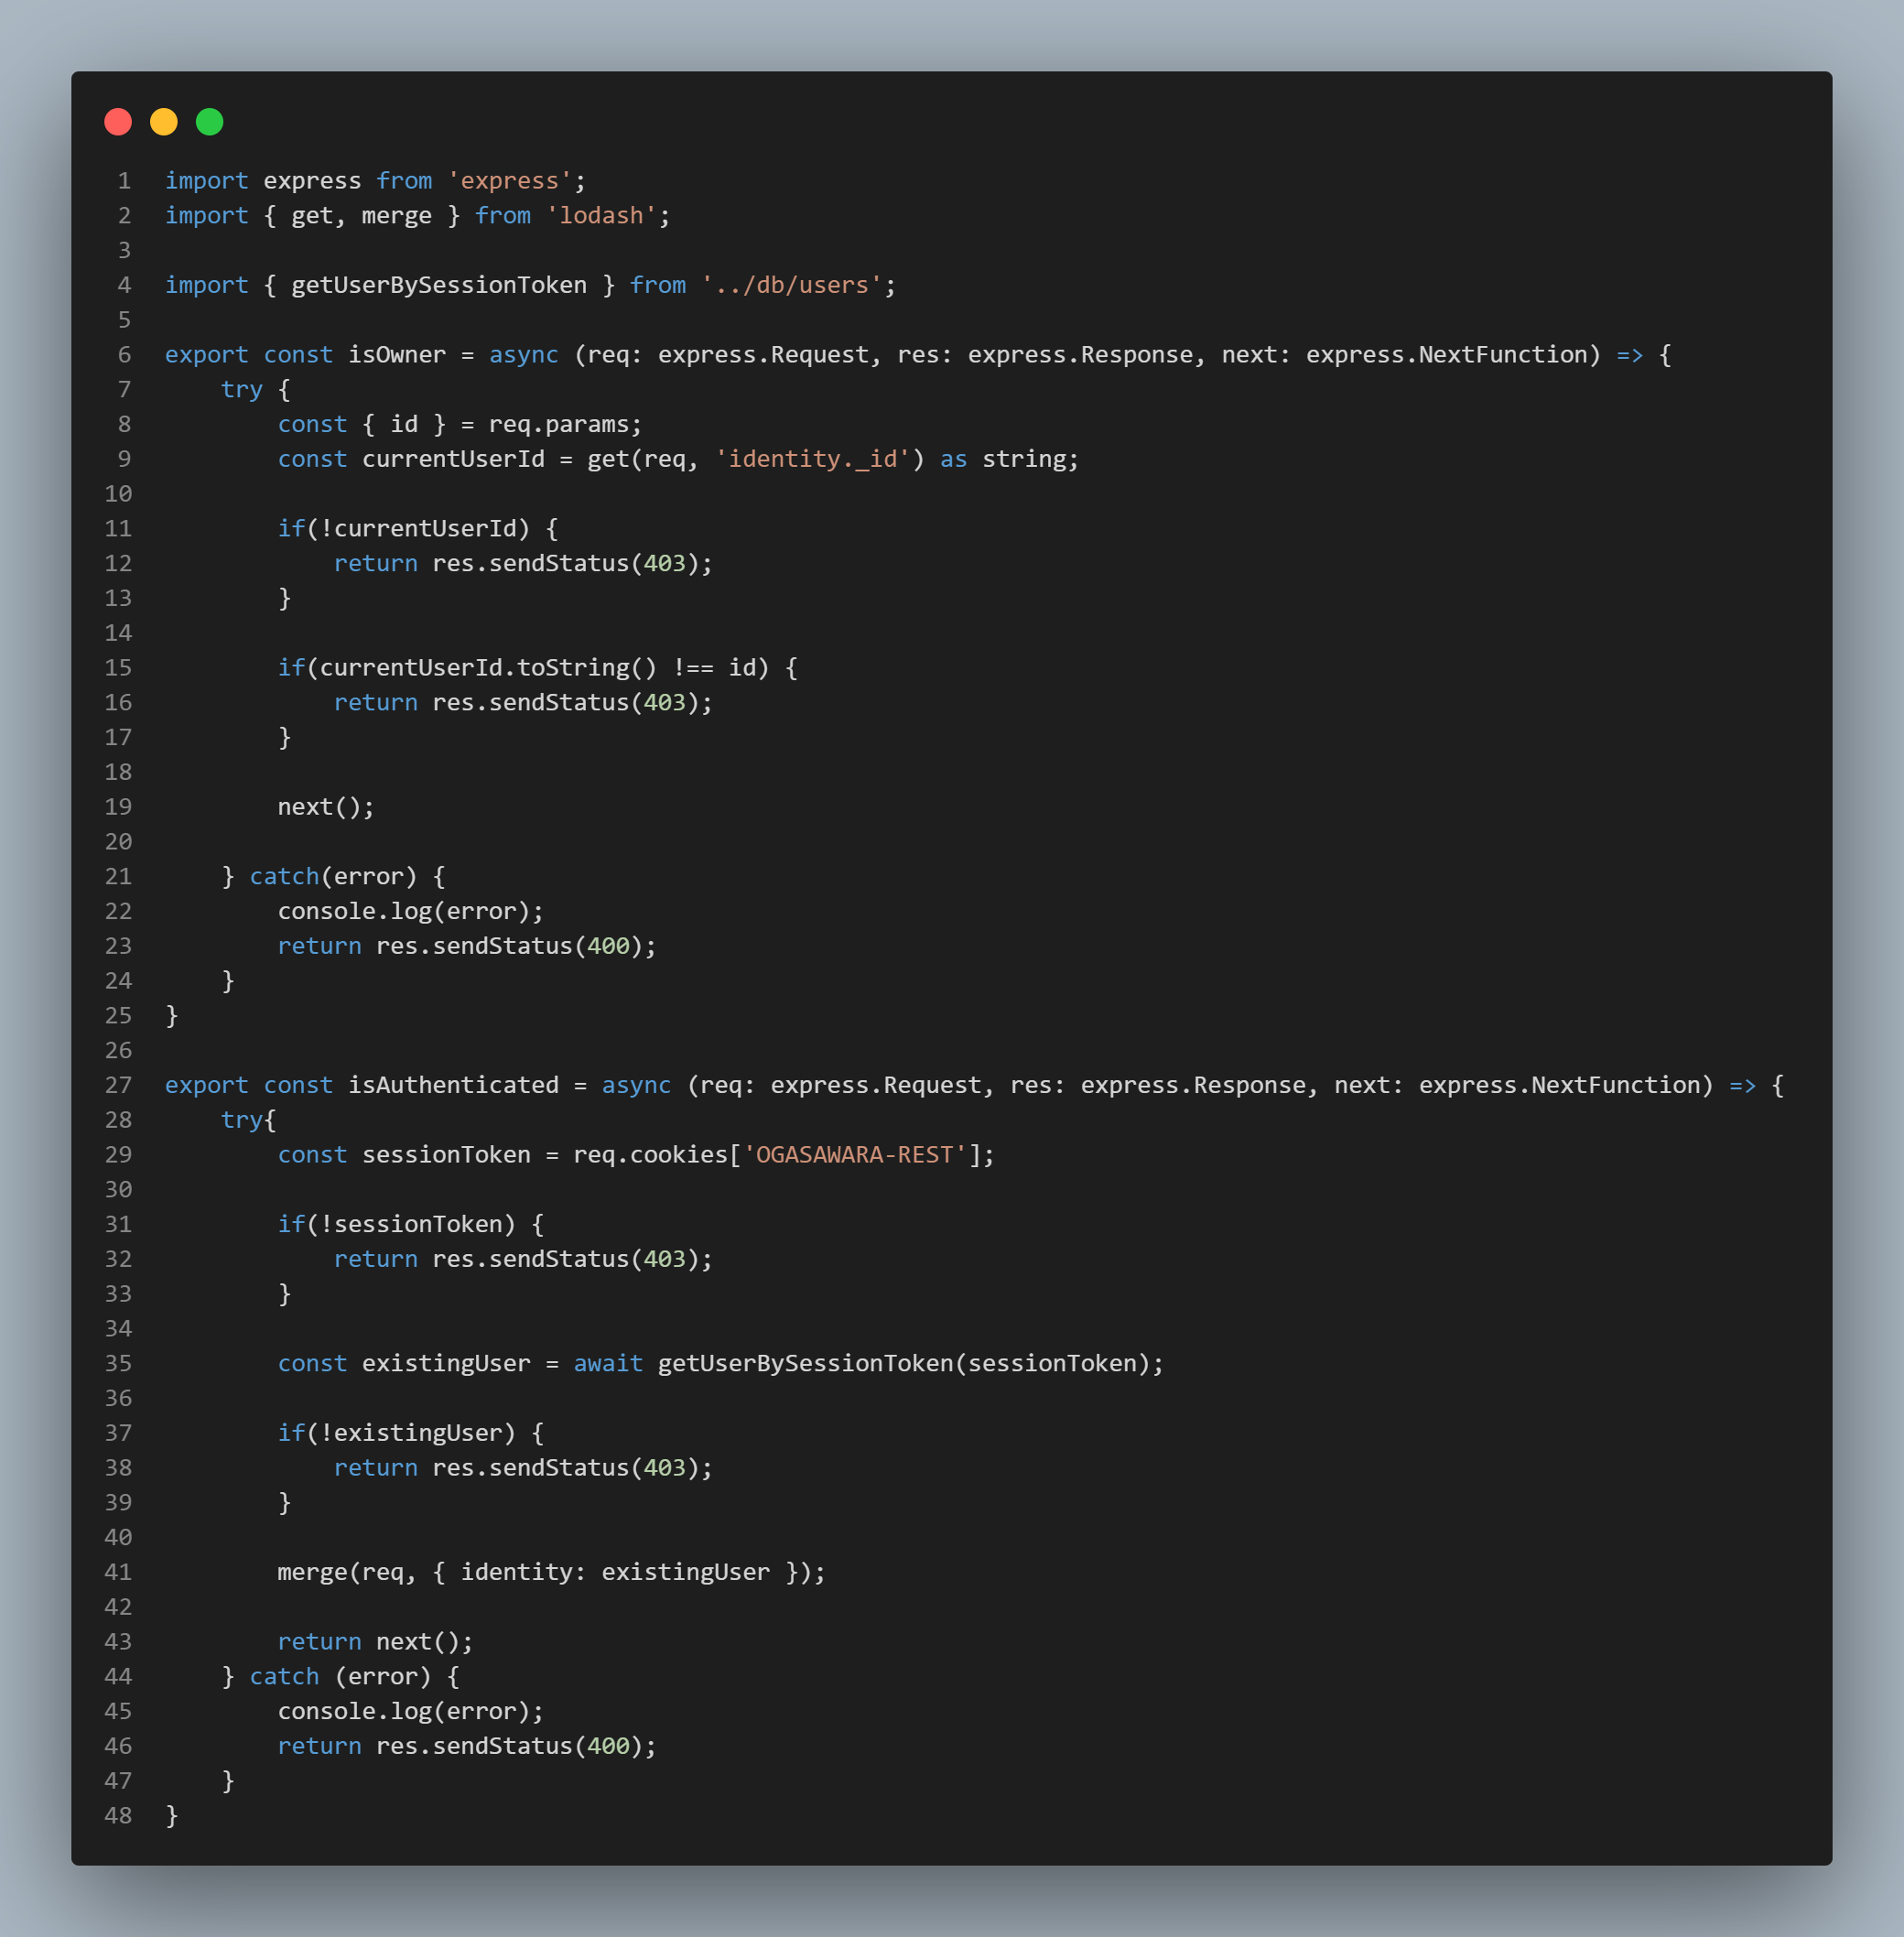 1 import express from 'express';
2 import { get, merge } from 'lodash';
3
4 import { getUserBySessionToken } from '../db/users';
5
6 export const isOwner = async (req: express.Request, res: express.Response, next: express.NextFunction) => {
7     try {
8         const { id } = req.params;
9         const currentUserId = get(req, 'identity._id') as string;
10
11         if(!currentUserId) {
12             return res.sendStatus(403);
13         }
14
15         if(currentUserId.toString() !== id) {
16             return res.sendStatus(403);
17         }
18
19         next();
20
21     } catch(error) {
22         console.log(error);
23         return res.sendStatus(400);
24     }
25 }
26
27 export const isAuthenticated = async (req: express.Request, res: express.Response, next: express.NextFunction) => {
28     try{
29         const sessionToken = req.cookies['OGASAWARA-REST'];
30
31         if(!sessionToken) {
32             return res.sendStatus(403);
33         }
34
35         const existingUser = await getUserBySessionToken(sessionToken);
36
37         if(!existingUser) {
38             return res.sendStatus(403);
39         }
40
41         merge(req, { identity: existingUser });
42
43         return next();
44     } catch (error) {
45         console.log(error);
46         return res.sendStatus(400);
47     }
48 }